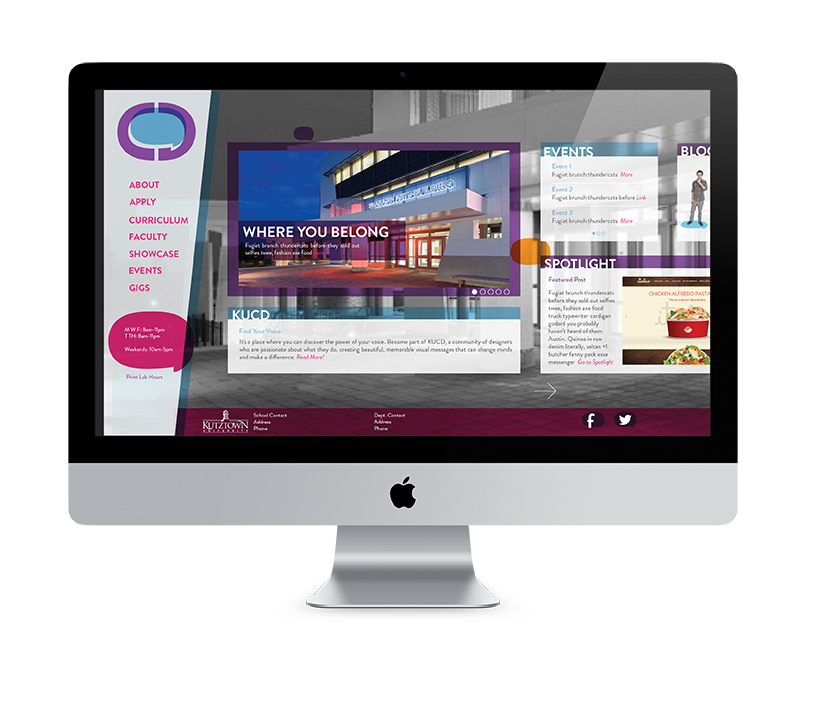 ABOUT
APPLY
CURRICULUM
FACULTY
SHOWCASE
EVENTS
GIGS
M W F: 8am-11pm
T TH: 8am-11pm
Weekends: 10am-5pm
Print Lab Hours
WHERE YOU BELONG
Fugiat brunch thundercats before they sold out
selfies twee, fashion axe food
KUCD
Find Your Voice
It's a place where you can discover the power of your voice. Become part of KUCD, a community of designers
who are passionate about what they do, creating beautiful, memorable visual messages that can change minds
and make a difference. Read More!
EVENTS
Event 1
Fugiat brunch thundercats More
Event 2
Fugiat brunch thundercats before Link
Event 3
Fugiat brunch thundercats More
BLO
SPOTLIGHT
Featured Post
Fugiat brunch thundercats
before they sold out selfies
twee, fashion axe food
truck typewriter cardigan
godard you probably
haven't heard of them
Austin. Quinoa in raw
denim literally, seitan +1
butcher fanny pack esse
messenger Go to Spotlight
CHICKEN ALFREDO PASTA
KUTZTOWN
UNIVERSITY
School Contact
Address
Phone
Dept. Contact
Address
Phone